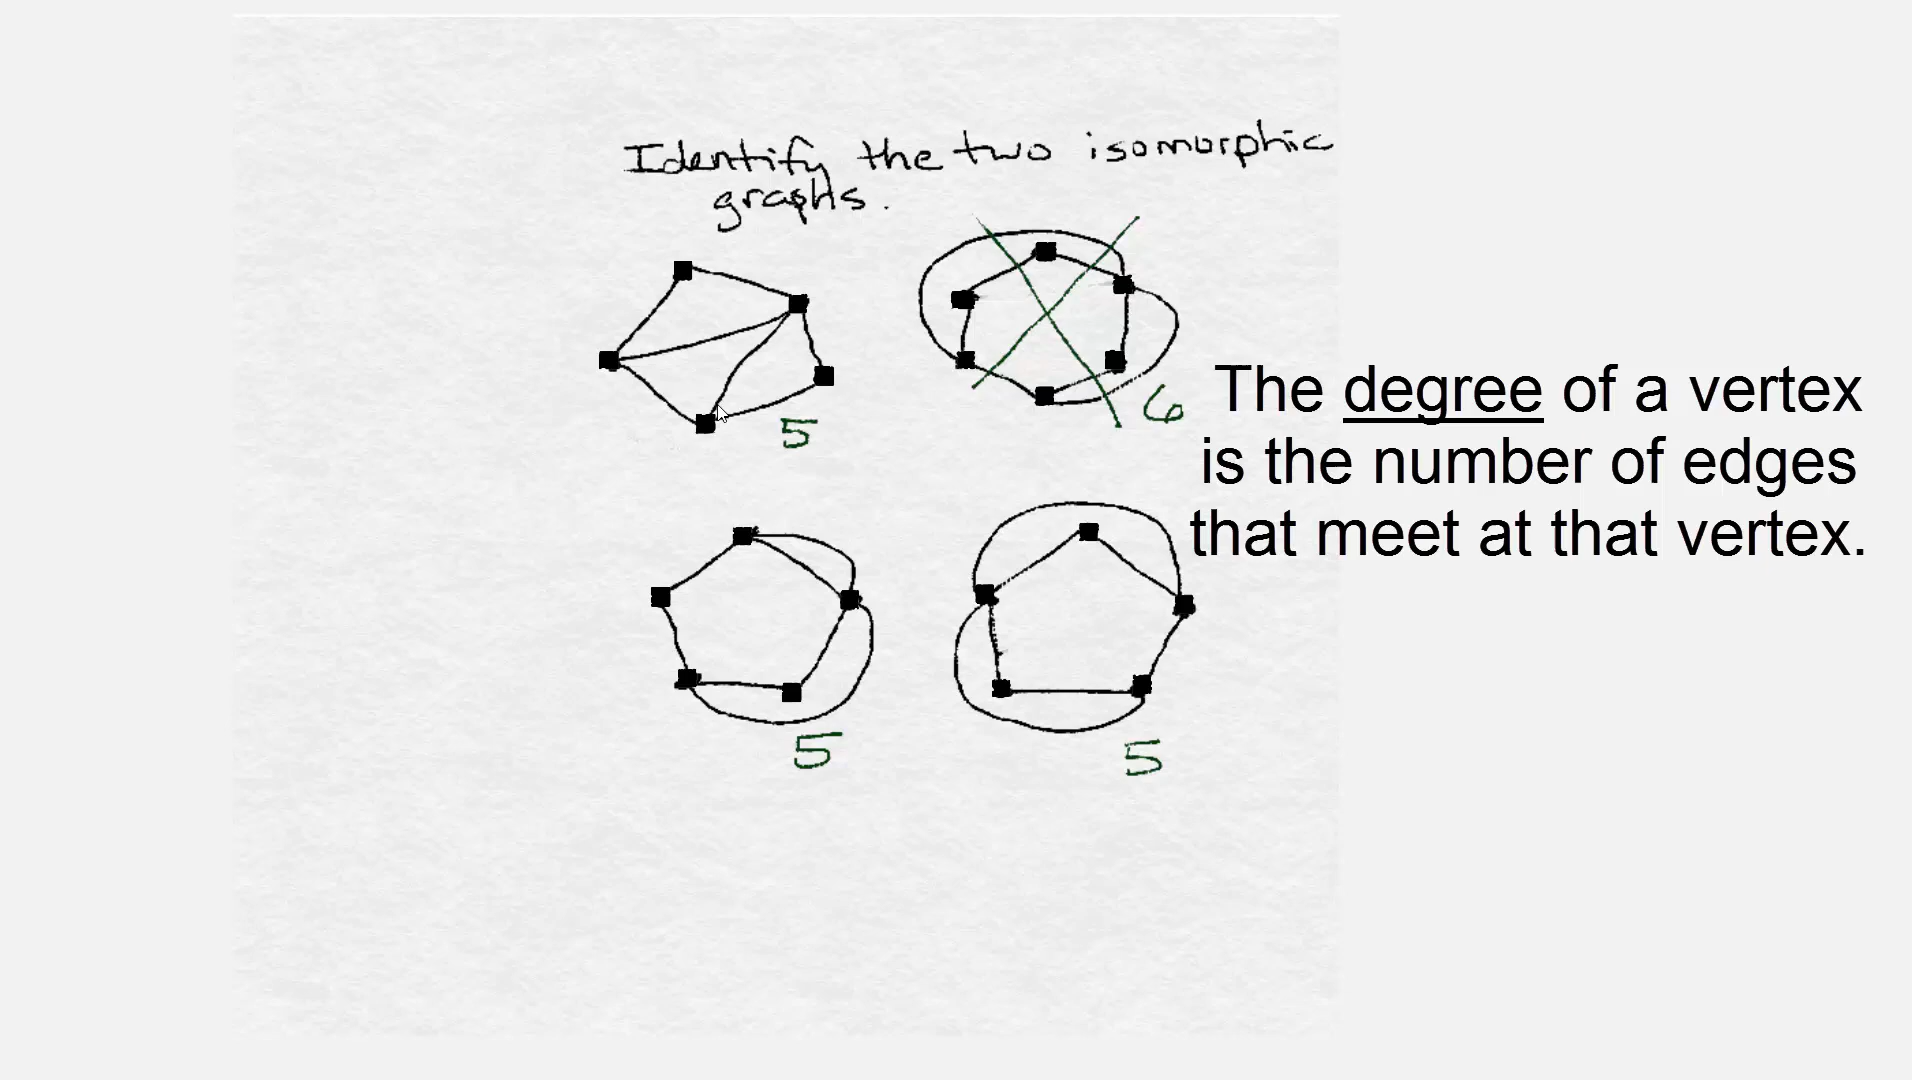 Identify the two isomorphic
graphs.
5
6
The degree of a vertex
is the number of edges
that meet at that vertex.
5
5